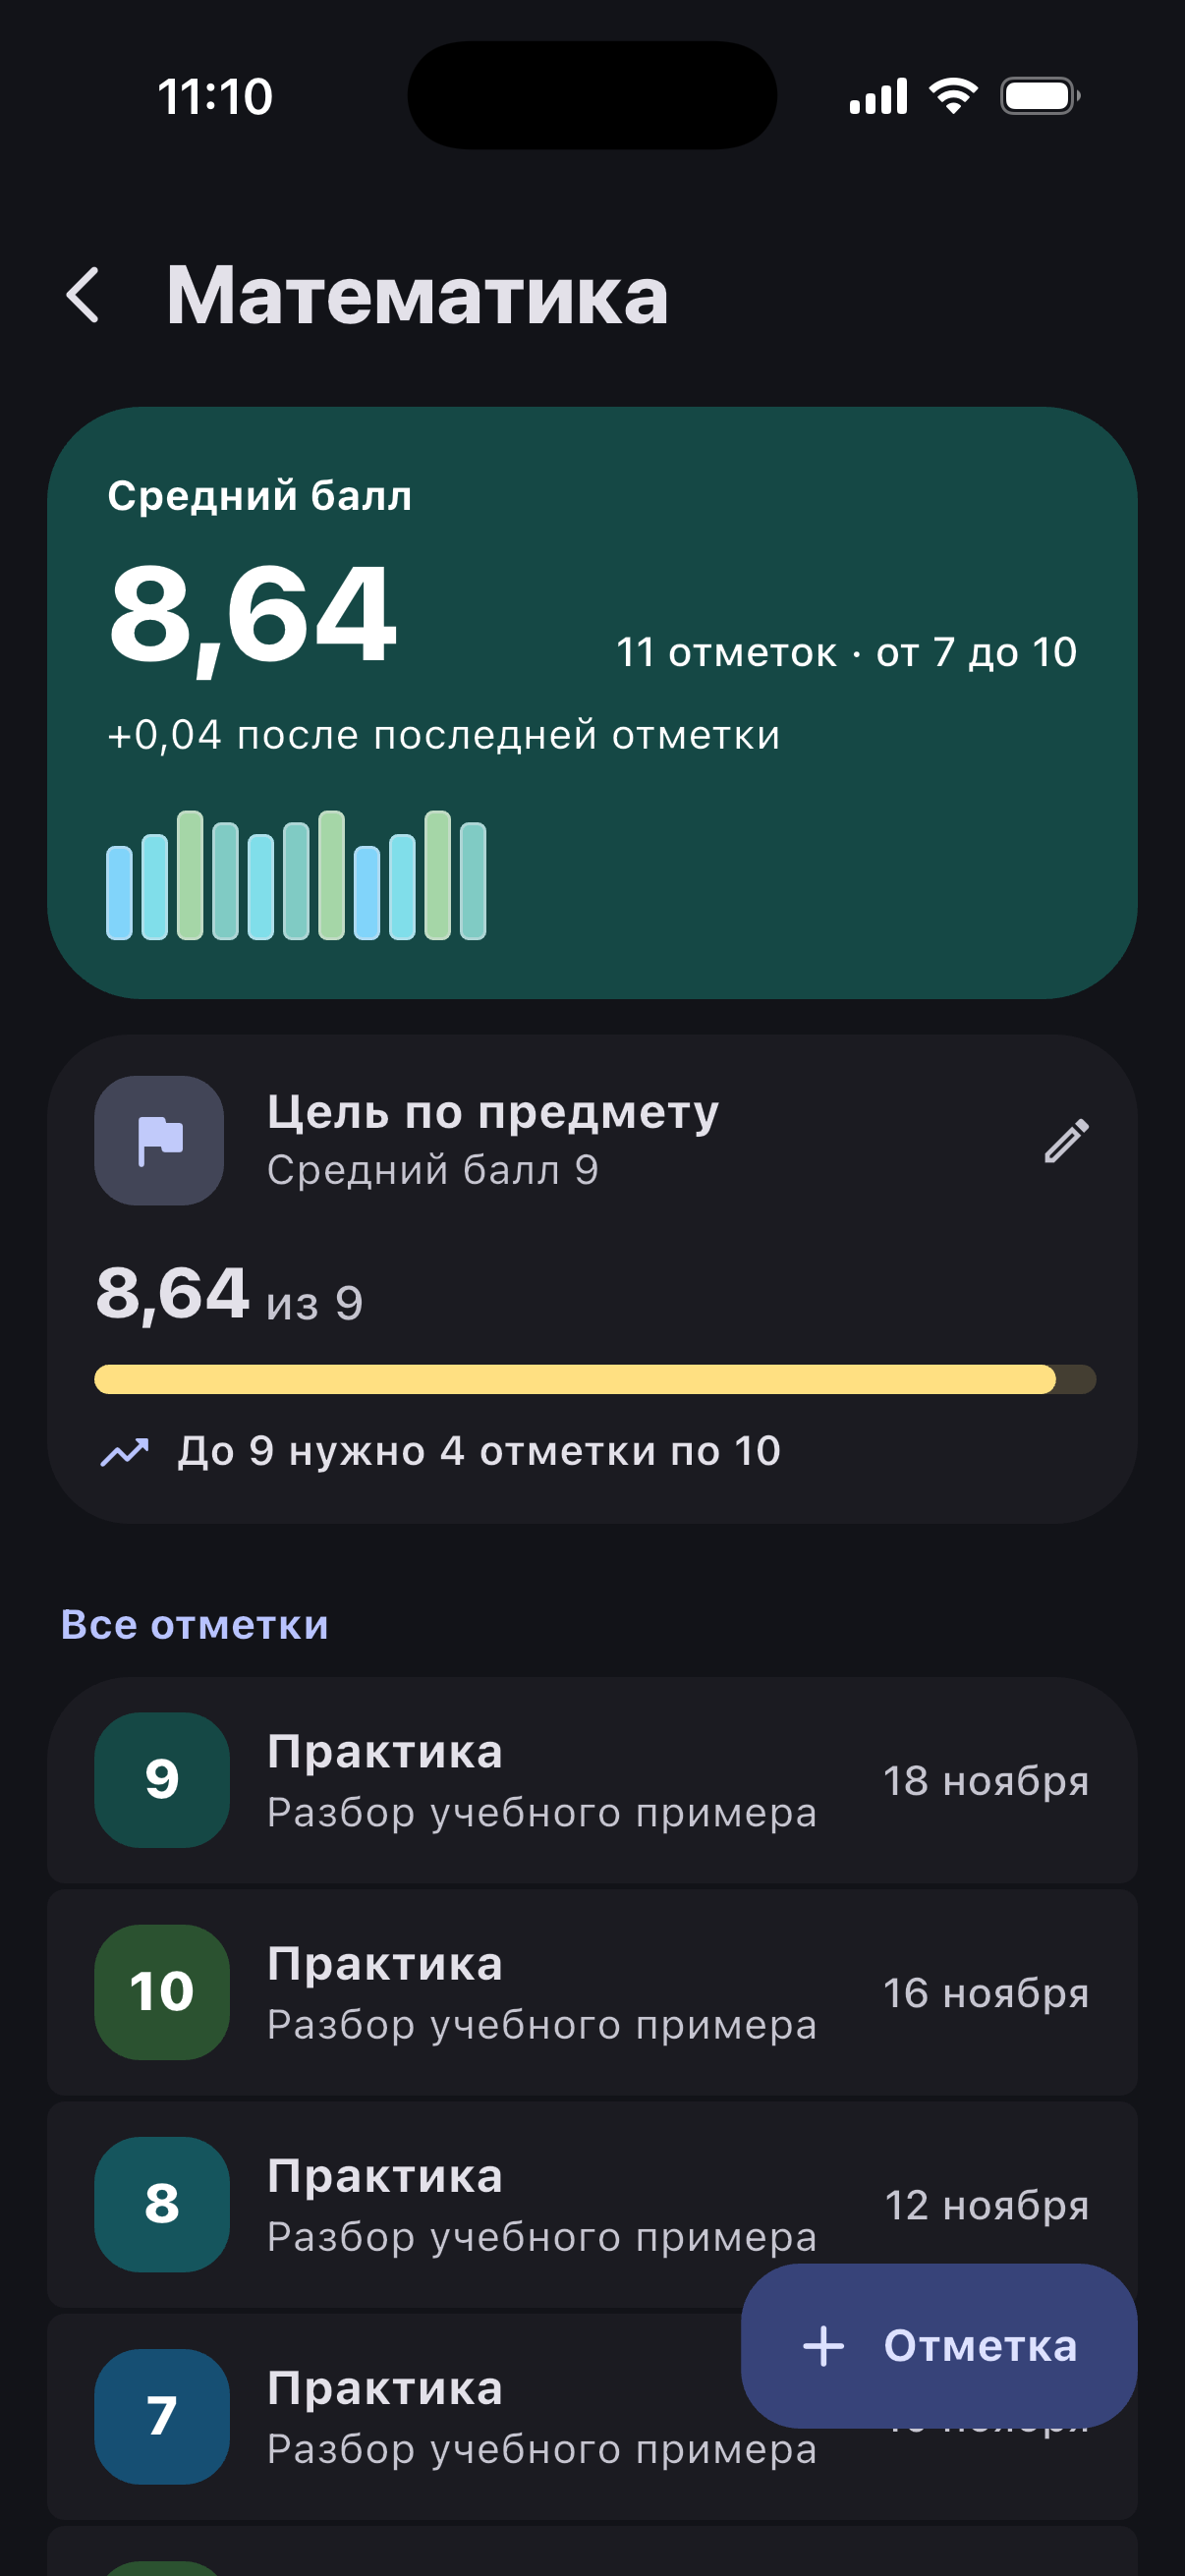 11:10
Математика
Средний балл
8,64
11 отметок · от 7 до 10
+0,04 после последней отметки
Цель по предмету
Средний балл 9
8,64 из 9
До 9 нужно 4 отметки по 10
Все отметки
9
Практика
Разбор учебного примера
18 ноября
10
Практика
Разбор учебного примера
16 ноября
8
Практика
Разбор учебного примера
12 ноября
+ Отметка
7
Практика
Разбор учебного примера
ноября